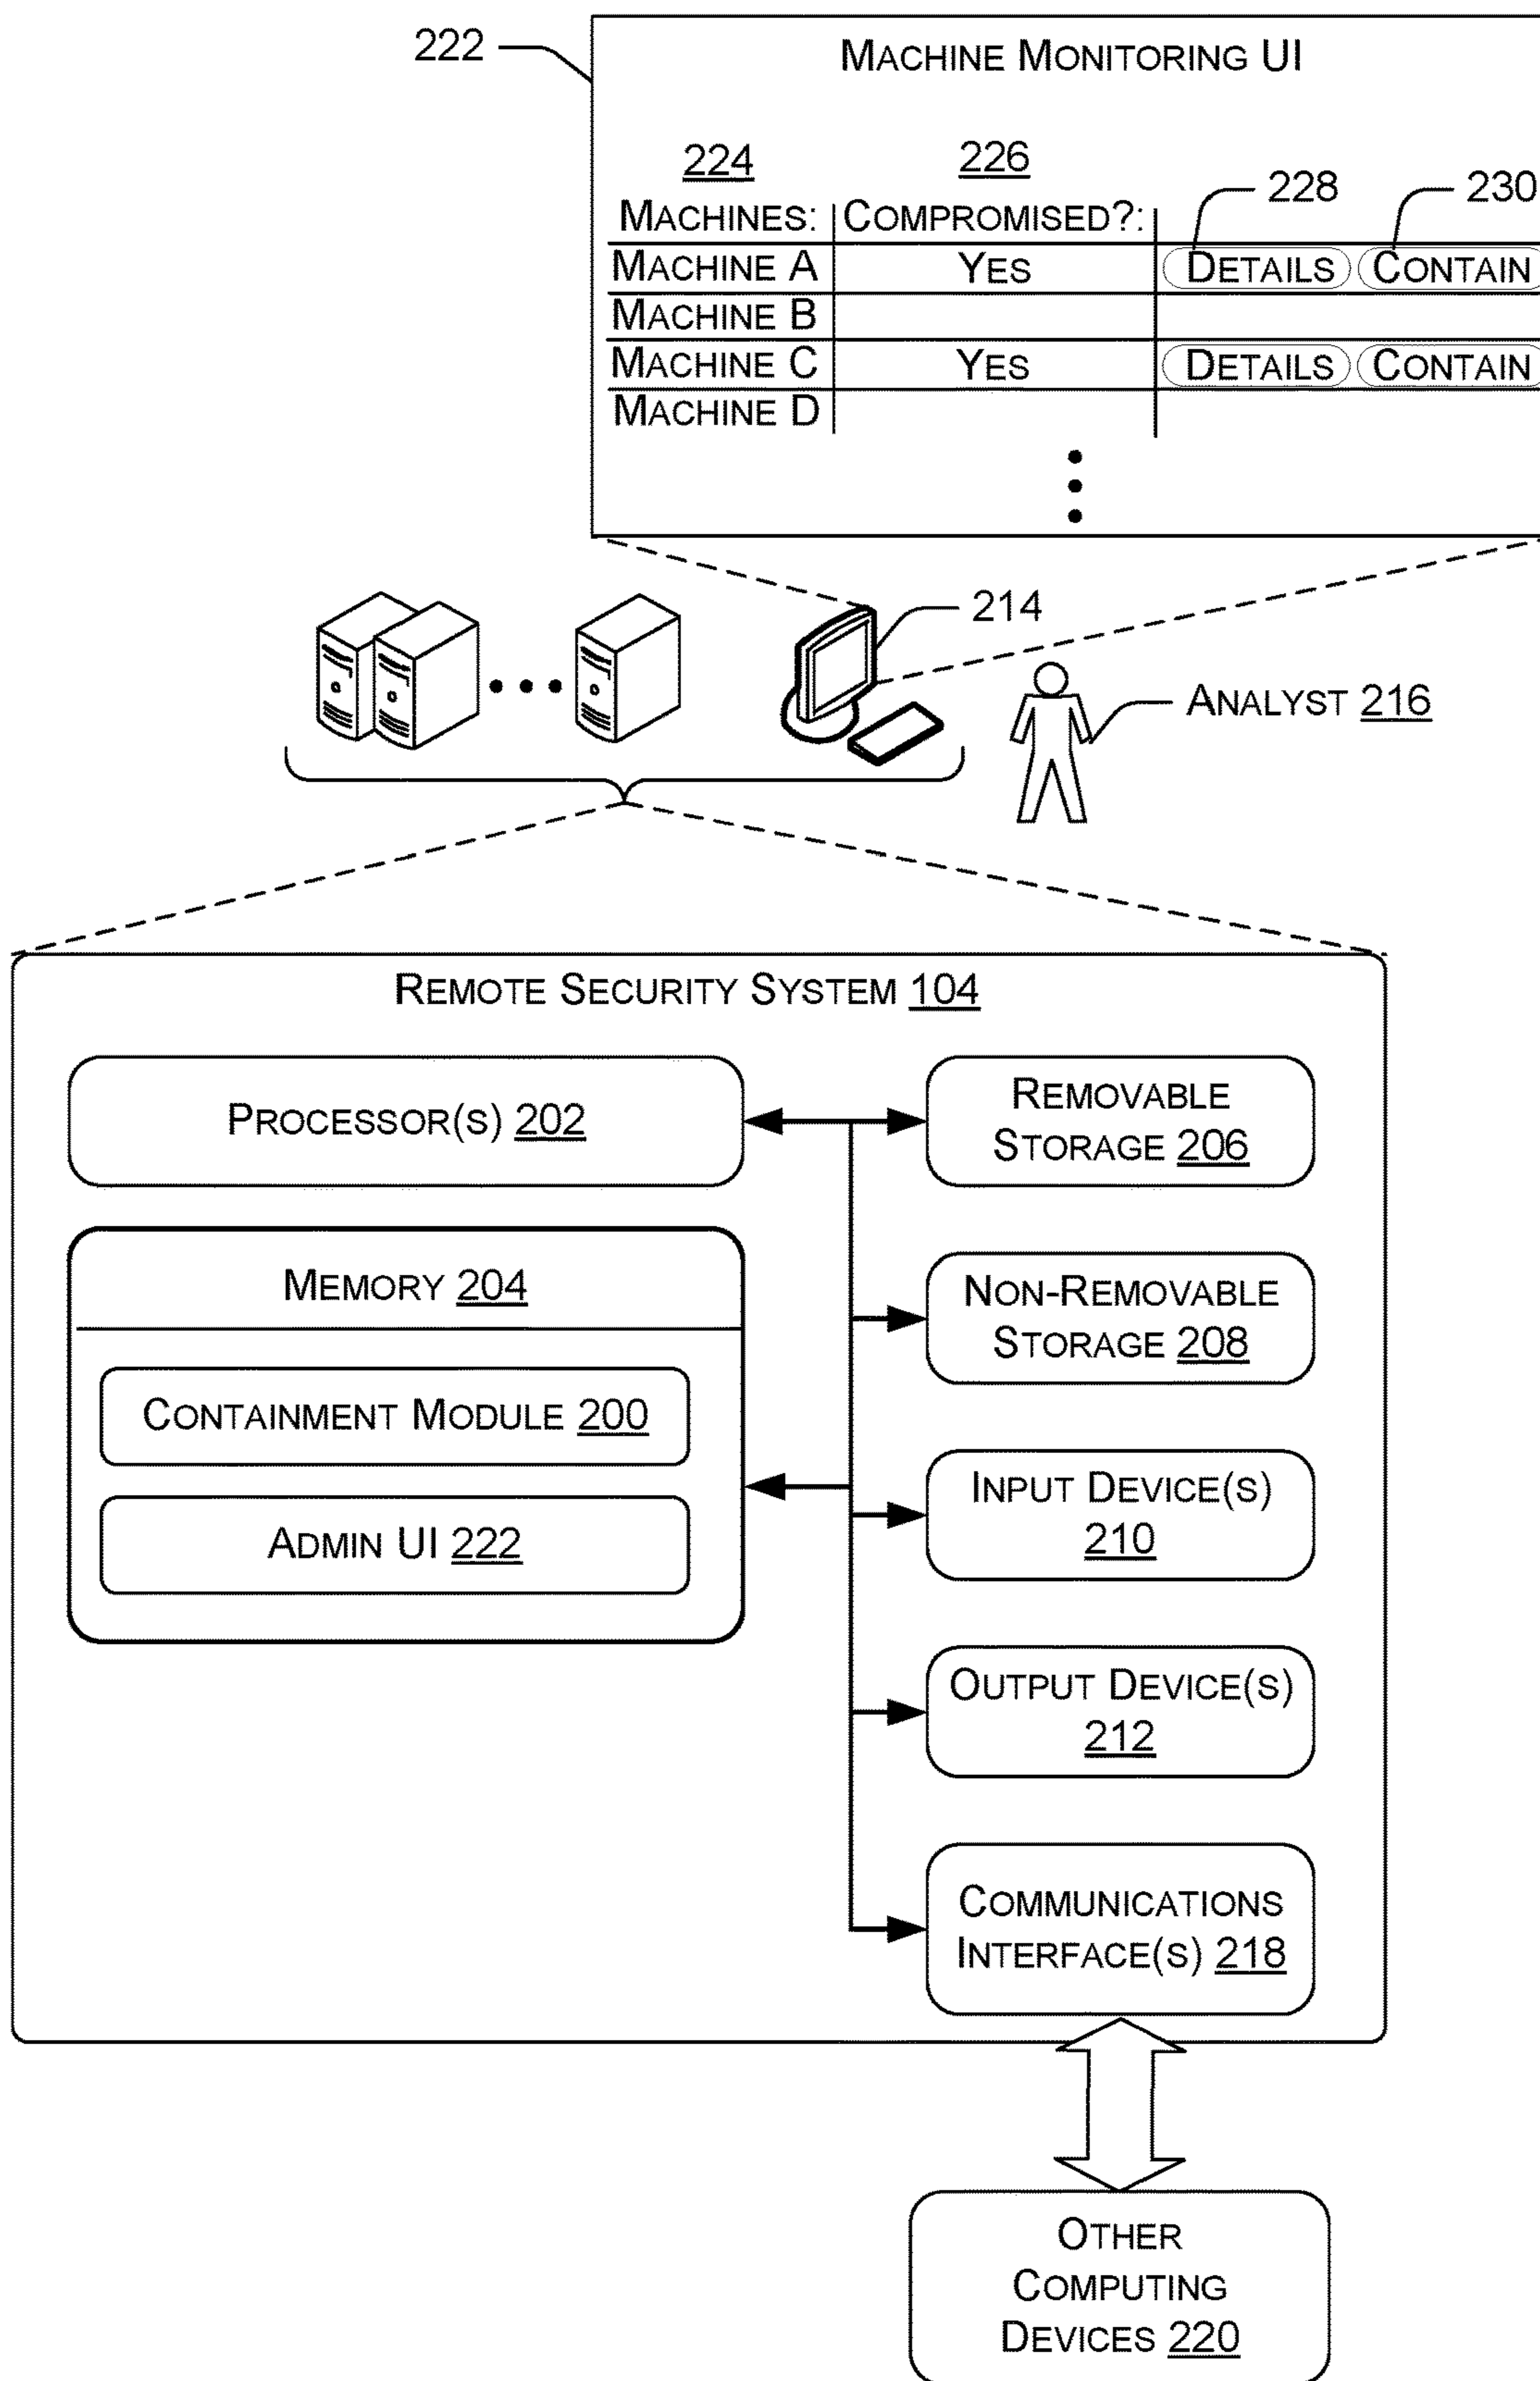 222
MACHINE MONITORING UI
224
226
228
230
MACHINES:
COMPROMISED?:
MACHINE A
YES
DETAILS
CONTAIN
MACHINE B
MACHINE C
YES
DETAILS
CONTAIN
MACHINE D
214
ANALYST 216
REMOTE SECURITY SYSTEM 104
PROCESSOR(S) 202
REMOVABLE
STORAGE 206
MEMORY 204
NON-REMOVABLE
STORAGE 208
CONTAINMENT MODULE 200
ADMIN UI 222
INPUT DEVICE(S)
210
OUTPUT DEVICE(S)
212
COMMUNICATIONS
INTERFACE(S) 218
OTHER
COMPUTING
DEVICES 220